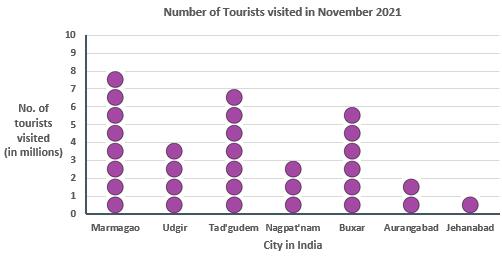 Number of Tourists visited in November 2021
No. of
tourists
visited
(in millions)
10
9
8
7
6
5
4
3
2
1
0
Marmagao Udgir Tad'gudem Nagpat'nam Buxar Aurangabad Jehanabad
City in India